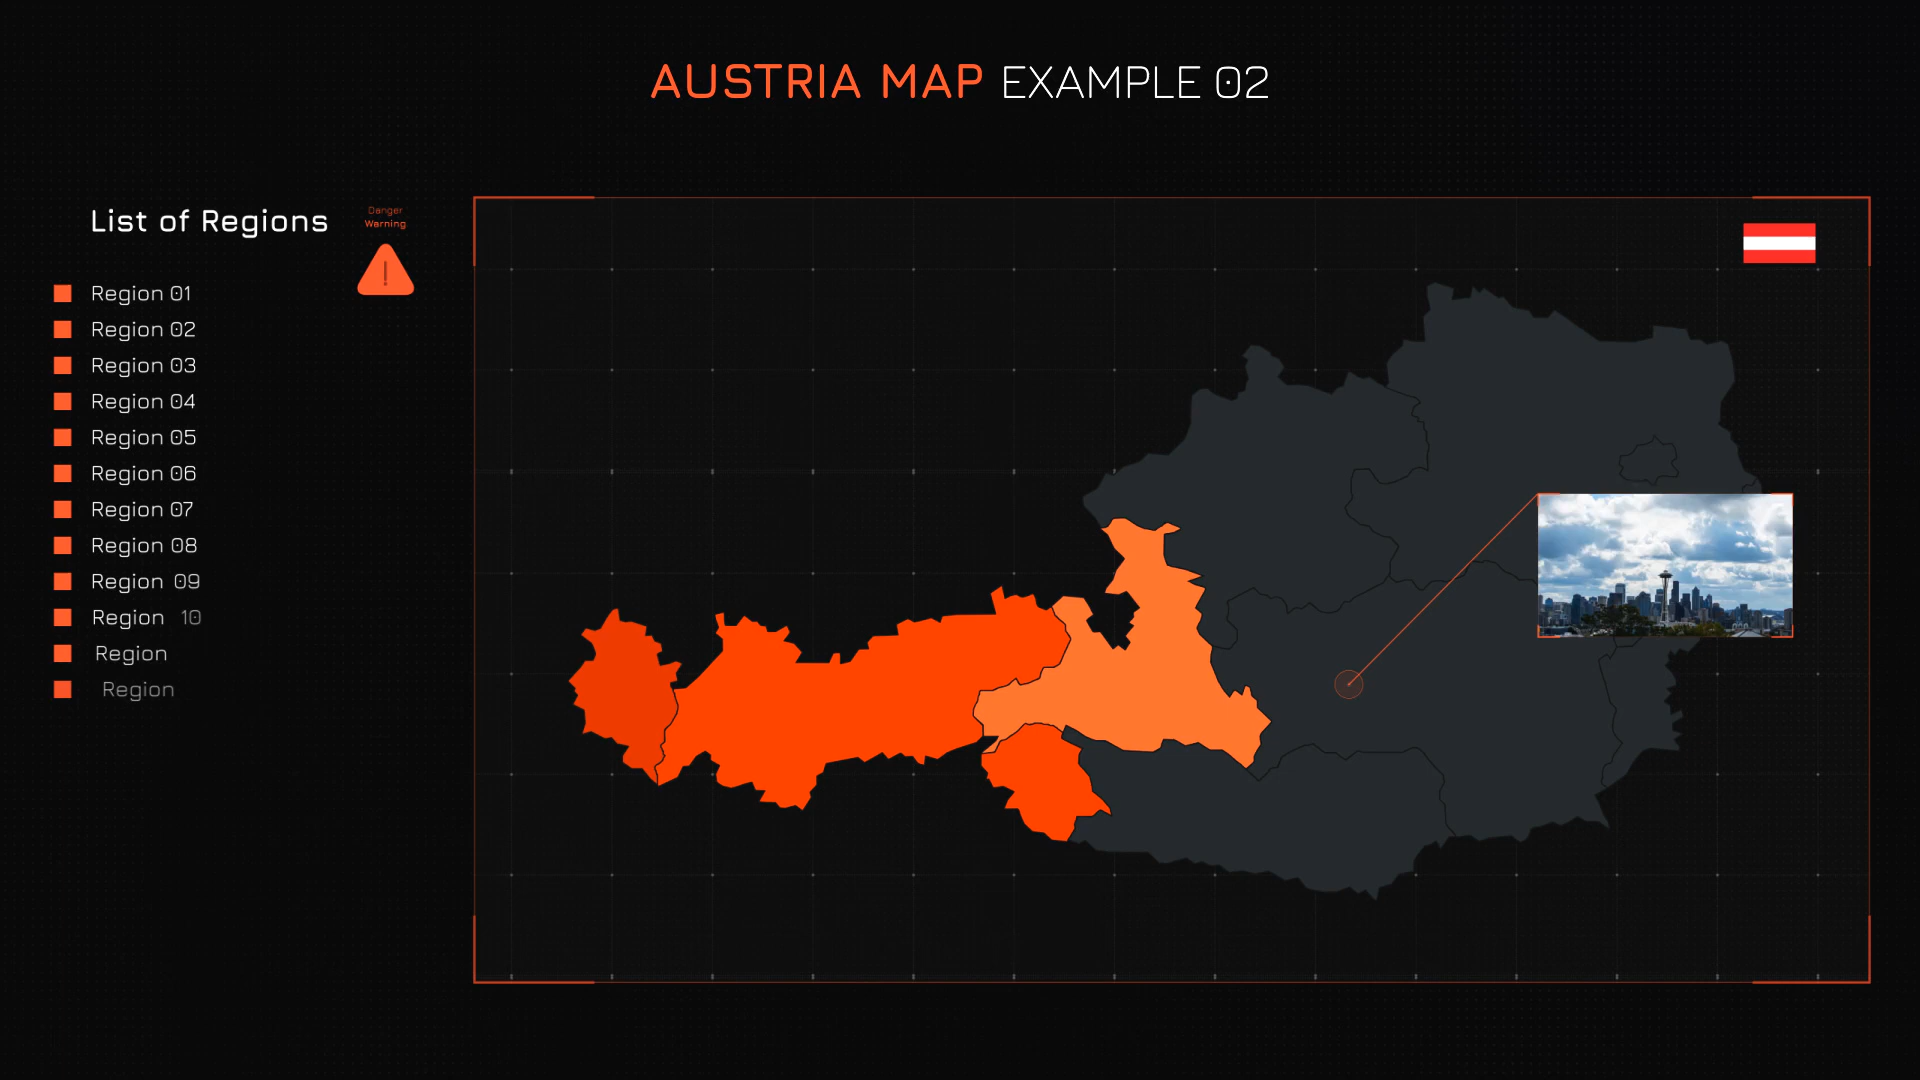 AUSTRIA MAP EXAMPLE 02
List of Regions
Danger
Warning
!
Region 01
Region 02
Region 03
Region 04
Region 05
Region 06
Region 07
Region 08
Region 09
Region 10
Region
Region